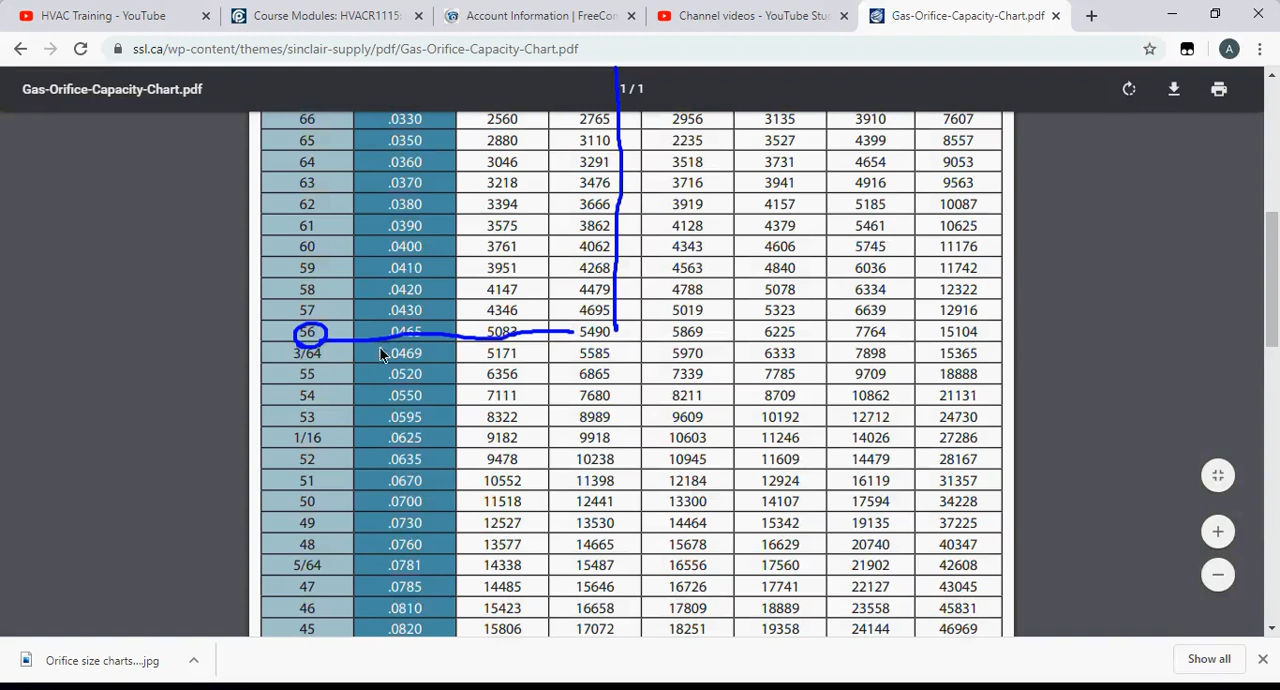 HVAC Training - YouTube
Course Modules: HVACR1115:
Account Information | FreeCon
Channel videos - YouTube Stu
Gas-Orifice-Capacity-Chart.pdf
ssl.ca/wp-content/themes/sinclair-supply/pdf/Gas-Orifice-Capacity-Chart.pdf
A
Gas-Orifice-Capacity-Chart.pdf 1 / 1
66 .0330 2560 2765 2956 3135 3910 7607
65 .0350 2880 3110 2235 3527 4399 8557
64 .0360 3046 3291 3518 3731 4654 9053
63 .0370 3218 3476 3716 3941 4916 9563
62 .0380 3394 3666 3919 4157 5185 10087
61 .0390 3575 3862 4128 4379 5461 10625
60 .0400 3761 4062 4343 4606 5745 11176
59 .0410 3951 4268 4563 4840 6036 11742
58 .0420 4147 4479 4788 5078 6334 12322
57 .0430 4346 4695 5019 5323 6639 12916
56 .0465 5083 5490 5869 6225 7764 15104
3/64 .0469 5171 5585 5970 6333 7898 15365
55 .0520 6356 6865 7339 7785 9709 18888
54 .0550 7111 7680 8211 8709 10862 21131
53 .0595 8322 8989 9609 10192 12712 24730
1/16 .0625 9182 9918 10603 11246 14026 27286
52 .0635 9478 10238 10945 11609 14479 28167
51 .0670 10552 11398 12184 12924 16119 31357
50 .0700 11518 12441 13300 14107 17594 34228
49 .0730 12527 13530 14464 15342 19135 37225
48 .0760 13577 14665 15678 16629 20740 40347
5/64 .0781 14338 15487 16556 17560 21902 42608
47 .0785 14485 15646 16726 17741 22127 43045
46 .0810 15423 16658 17809 18889 23558 45831
45 .0820 15806 17072 18251 19358 24144 46969
Orifice size charts....jpg
Show all